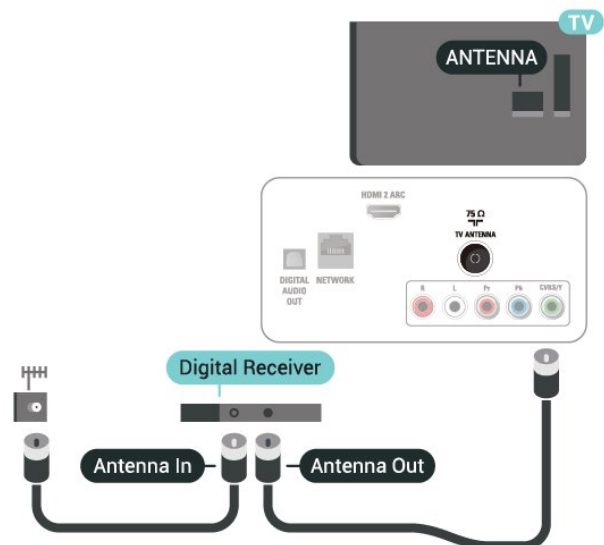 TV
ANTENNA
HDMI 2 ARC
75 Ω
TV ANTENNA
DIGITAL
AUDIO
OUT
NETWORK
R L Pr Pb CVBS/Y
Digital Receiver
Antenna In
Antenna Out